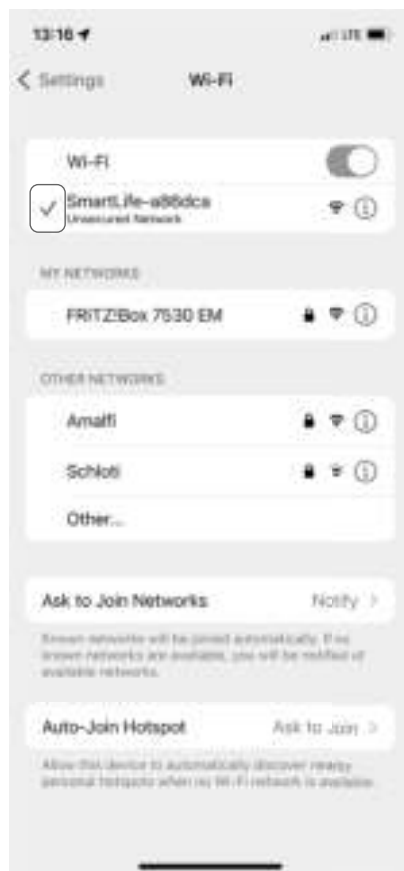 13:16
LTE
Settings
Wi-Fi
Wi-Fi
SmartLife-a86dca
Unsecured Network
MY NETWORKS
FRITZ!Box 7530 EM
OTHER NETWORKS
Amalfi
Schloti
Other...
Ask to Join Networks
Notify
Known networks will be joined automatically. If no
known networks are available, you will be notified of
available networks.
Auto-Join Hotspot
Ask to Join
Allow this device to automatically discover nearby
personal hotspots when no Wi-Fi network is available.